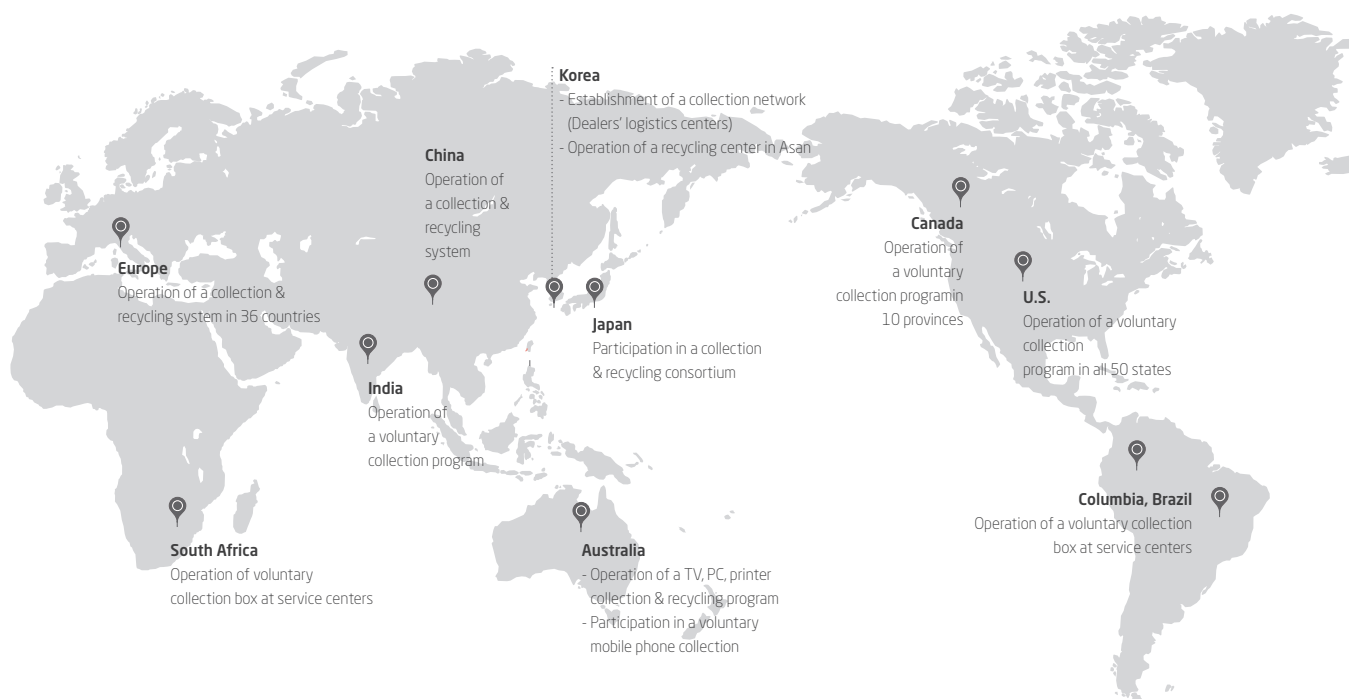 Korea
- Establishment of a collection network
(Dealers' logistics centers)
- Operation of a recycling center in Asan
China
Operation of
a collection &
recycling
system
Europe
Operation of a collection &
recycling system in 36 countries
Japan
Participation in a collection
& recycling consortium
India
Operation of
a voluntary
collection program
Canada
Operation of
a voluntary
collection programin
10 provinces
U.S.
Operation of a voluntary
collection
program in all 50 states
Columbia, Brazil
Operation of a voluntary collection
box at service centers
South Africa
Operation of voluntary
collection box at service centers
Australia
- Operation of a TV, PC, printer
collection & recycling program
- Participation in a voluntary
mobile phone collection